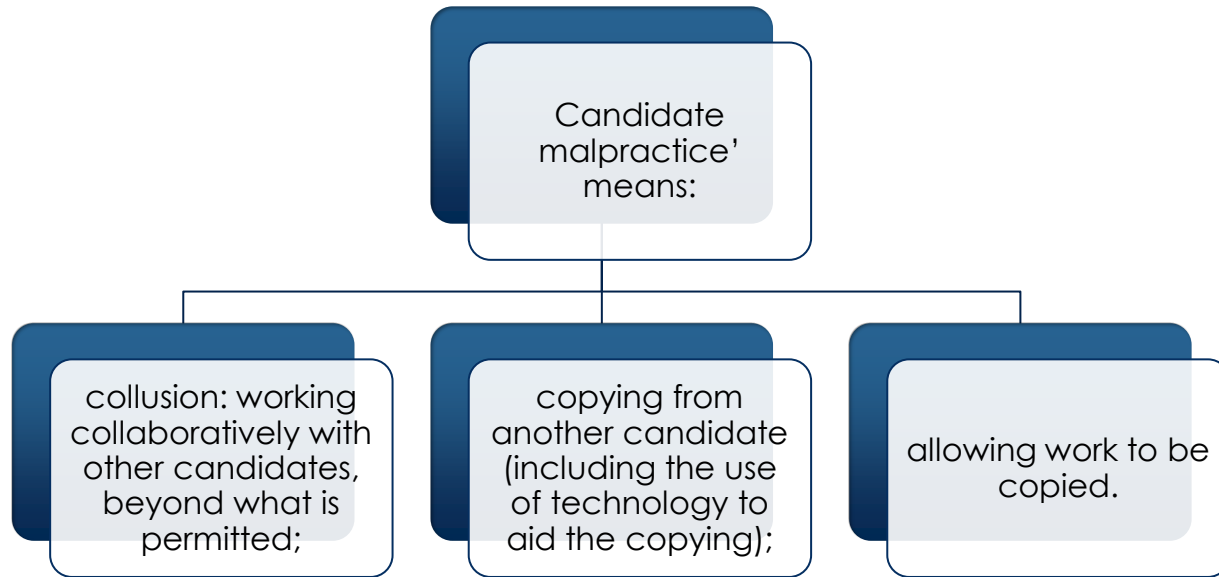 Candidate
malpractice’
means:
collusion: working
collaboratively with
other candidates,
beyond what is
permitted;
copying from
another candidate
(including the use
of technology to
aid the copying);
allowing work to be
copied.